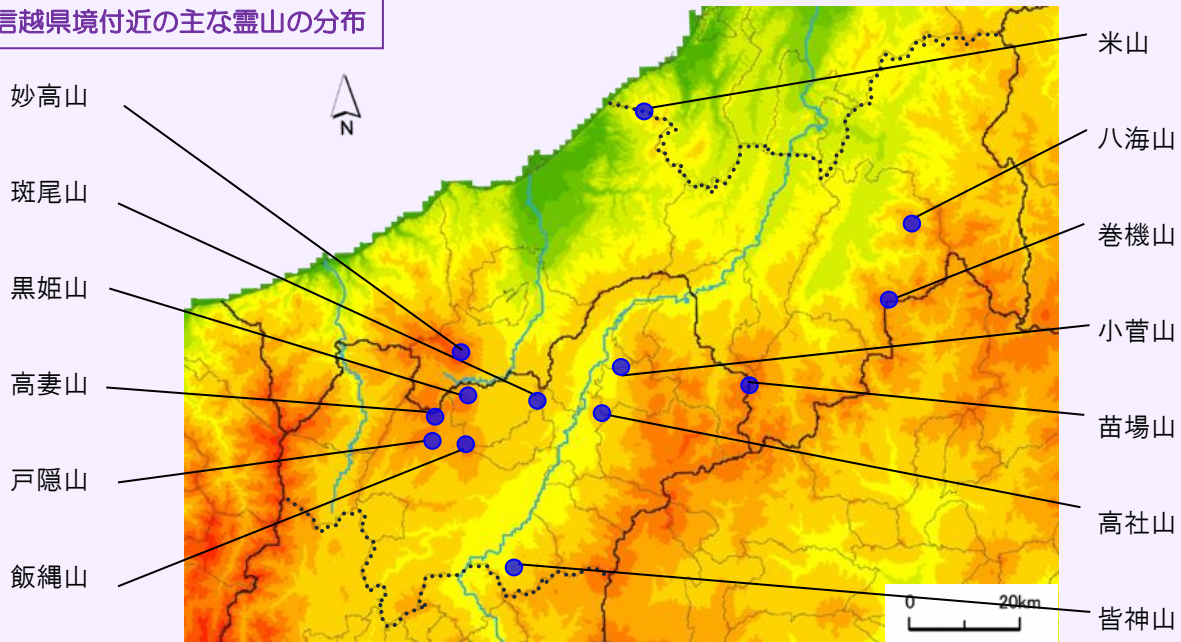 信越県境付近の主な霊山の分布
妙高山
斑尾山
黒姫山
高妻山
戸隠山
飯縄山
N
米山
八海山
巻機山
小菅山
苗場山
高社山
皆神山
0 20km